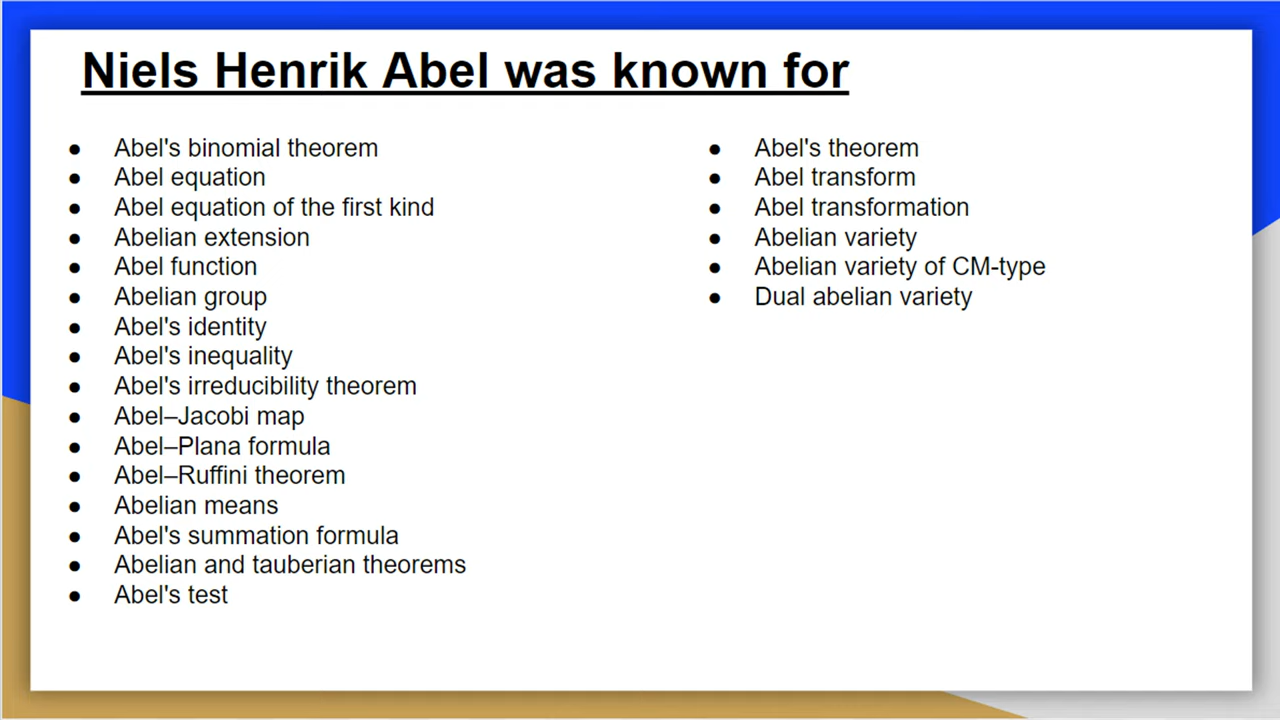 Niels Henrik Abel was known for
● Abel's binomial theorem
● Abel equation
● Abel equation of the first kind
● Abelian extension
● Abel function
● Abelian group
● Abel's identity
● Abel's inequality
● Abel's irreducibility theorem
● Abel–Jacobi map
● Abel–Plana formula
● Abel–Ruffini theorem
● Abelian means
● Abel's summation formula
● Abelian and tauberian theorems
● Abel's test
● Abel's theorem
● Abel transform
● Abel transformation
● Abelian variety
● Abelian variety of CM-type
● Dual abelian variety